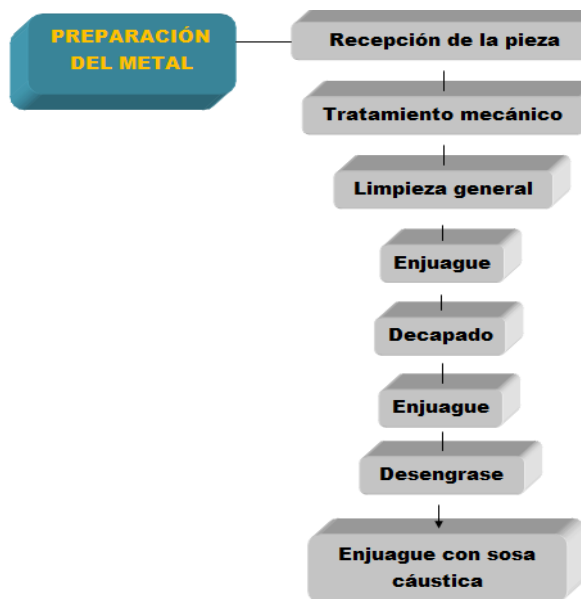 PREPARACIÓN
DEL METAL
Recepción de la pieza
Tratamiento mecánico
Limpieza general
Enjuague
Decapado
Enjuague
Desengrase
Enjuague con sosa
cáustica